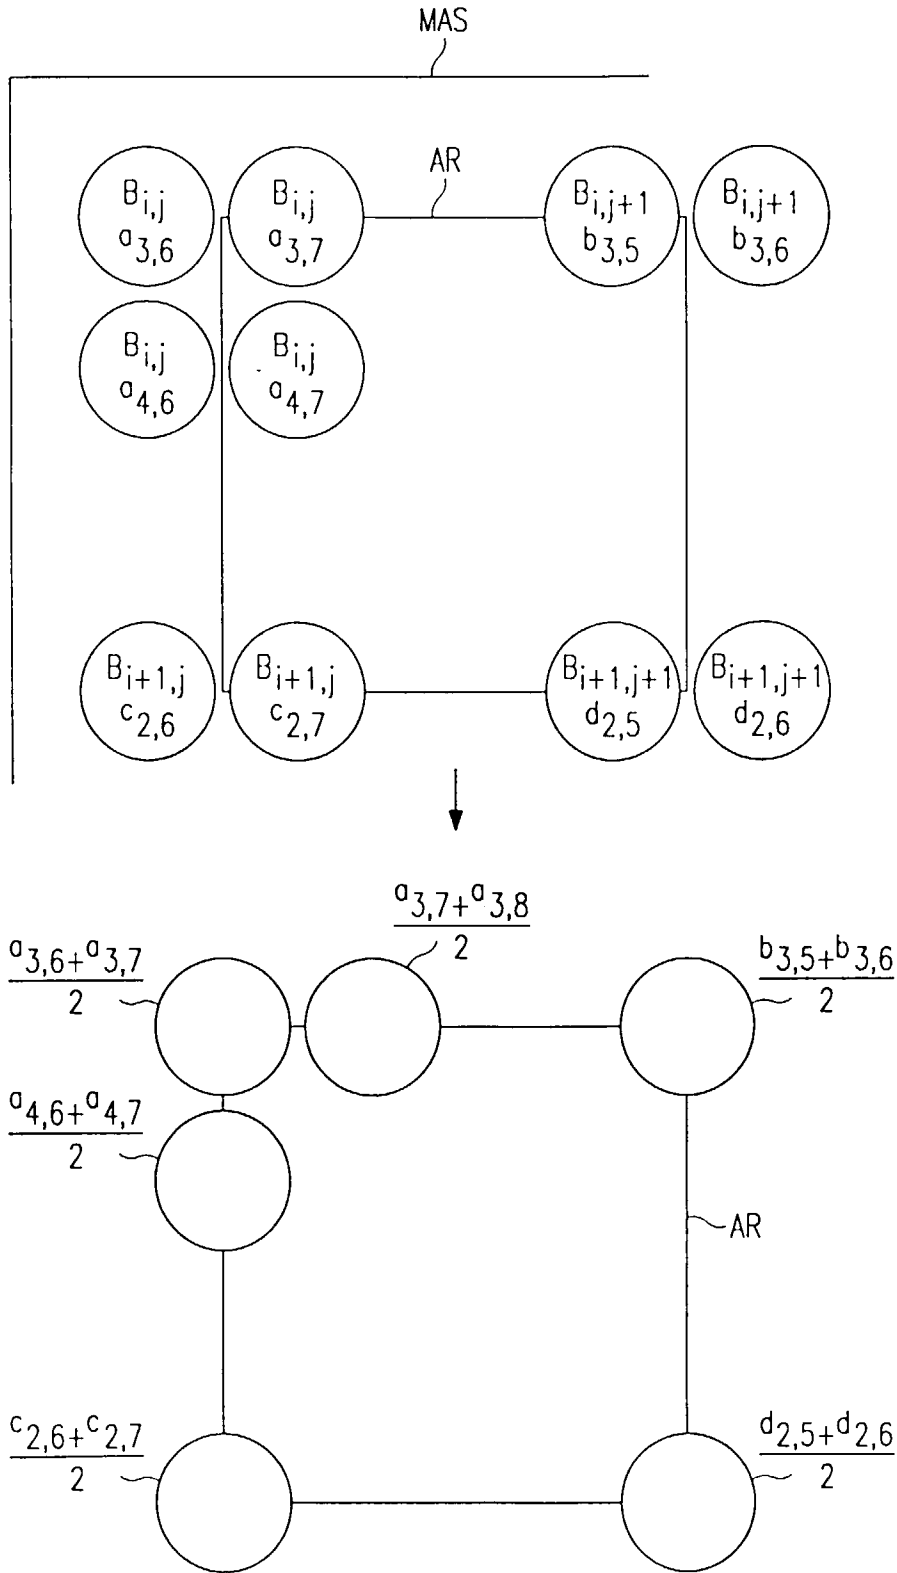 MAS
AR
B_{i,j} B_{i,j} B_{i,j+1} B_{i,j+1}
a_{3,6} a_{3,7} b_{3,5} b_{3,6}
B_{i,j} B_{i,j}
a_{4,6} a_{4,7}
B_{i+1,j} B_{i+1,j} B_{i+1,j+1} B_{i+1,j+1}
c_{2,6} c_{2,7} d_{2,5} d_{2,6}
a_{3,7}+a_{3,8}
2
a_{3,6}+a_{3,7} b_{3,5}+b_{3,6}
2 2
a_{4,6}+a_{4,7}
2
AR
c_{2,6}+c_{2,7} d_{2,5}+d_{2,6}
2 2